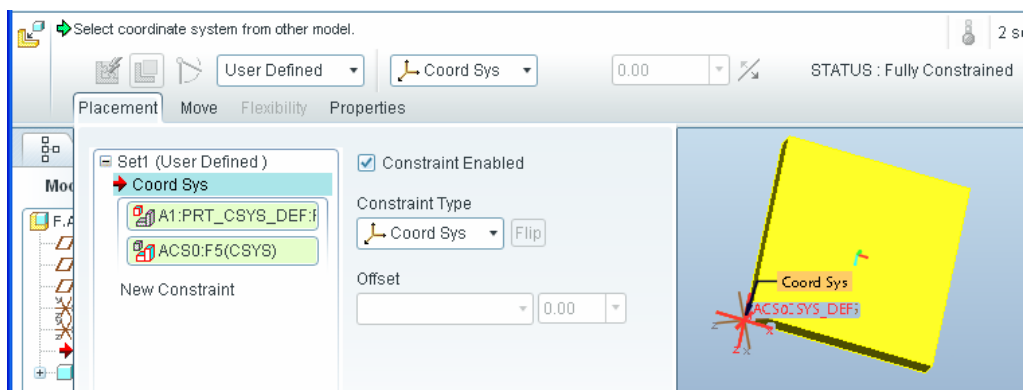 Select coordinate system from other model.
2 s
User Defined
Coord Sys
0.00
STATUS : Fully Constrained
Placement Move Flexibility Properties
Set1 (User Defined )
Constraint Enabled
Mod
Coord Sys
Constraint Type
F.A
A1:PRT_CSYS_DEF:F
Coord Sys
Flip
ACS0:F5(CSYS)
Offset
New Constraint
0.00
Coord Sys
z
x
z
x